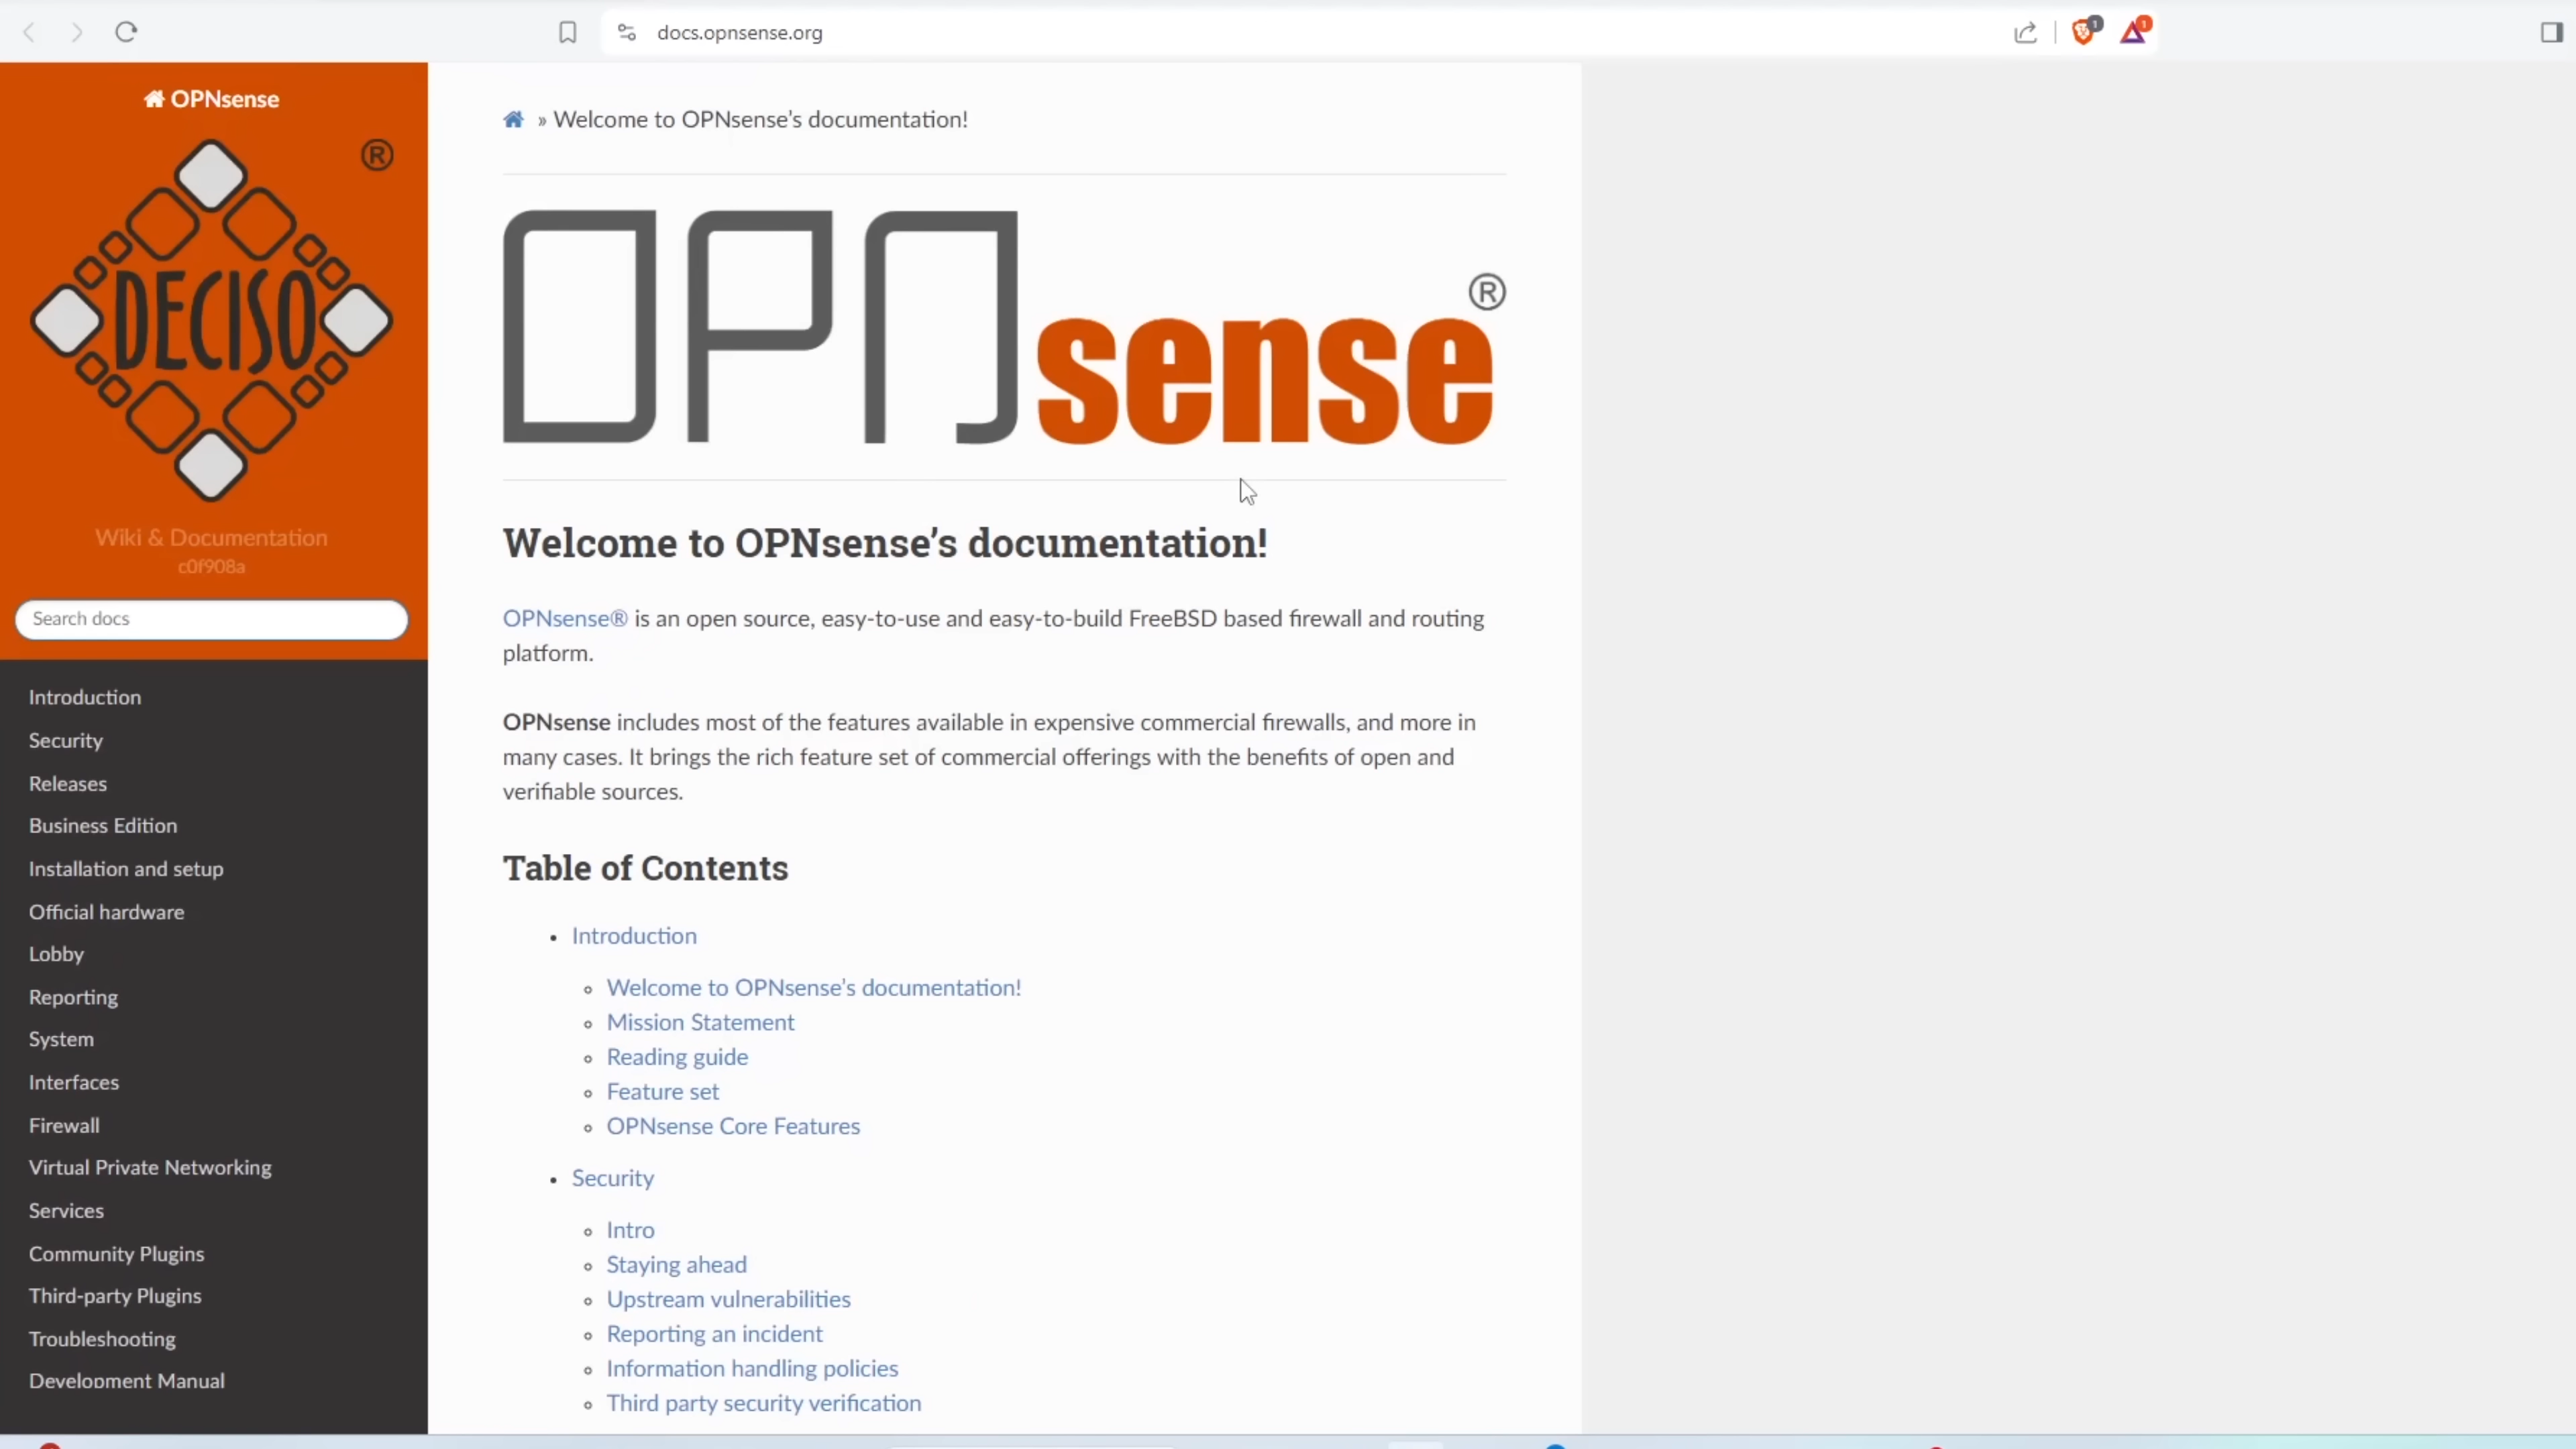 docs.opnsense.org
1
1
OPNsense
®
DECISO
Wiki & Documentation
c0f908a
Search docs
Introduction
Security
Releases
Business Edition
Installation and setup
Official hardware
Lobby
Reporting
System
Interfaces
Firewall
Virtual Private Networking
Services
Community Plugins
Third-party Plugins
Troubleshooting
Development Manual
» Welcome to OPNsense's documentation!
OPNsense®
Welcome to OPNsense's documentation!
OPNsense® is an open source, easy-to-use and easy-to-build FreeBSD based firewall and routing
platform.
OPNsense includes most of the features available in expensive commercial firewalls, and more in
many cases. It brings the rich feature set of commercial offerings with the benefits of open and
verifiable sources.
Table of Contents
• Introduction
◦ Welcome to OPNsense's documentation!
◦ Mission Statement
◦ Reading guide
◦ Feature set
◦ OPNsense Core Features
• Security
◦ Intro
◦ Staying ahead
◦ Upstream vulnerabilities
◦ Reporting an incident
◦ Information handling policies
◦ Third party security verification